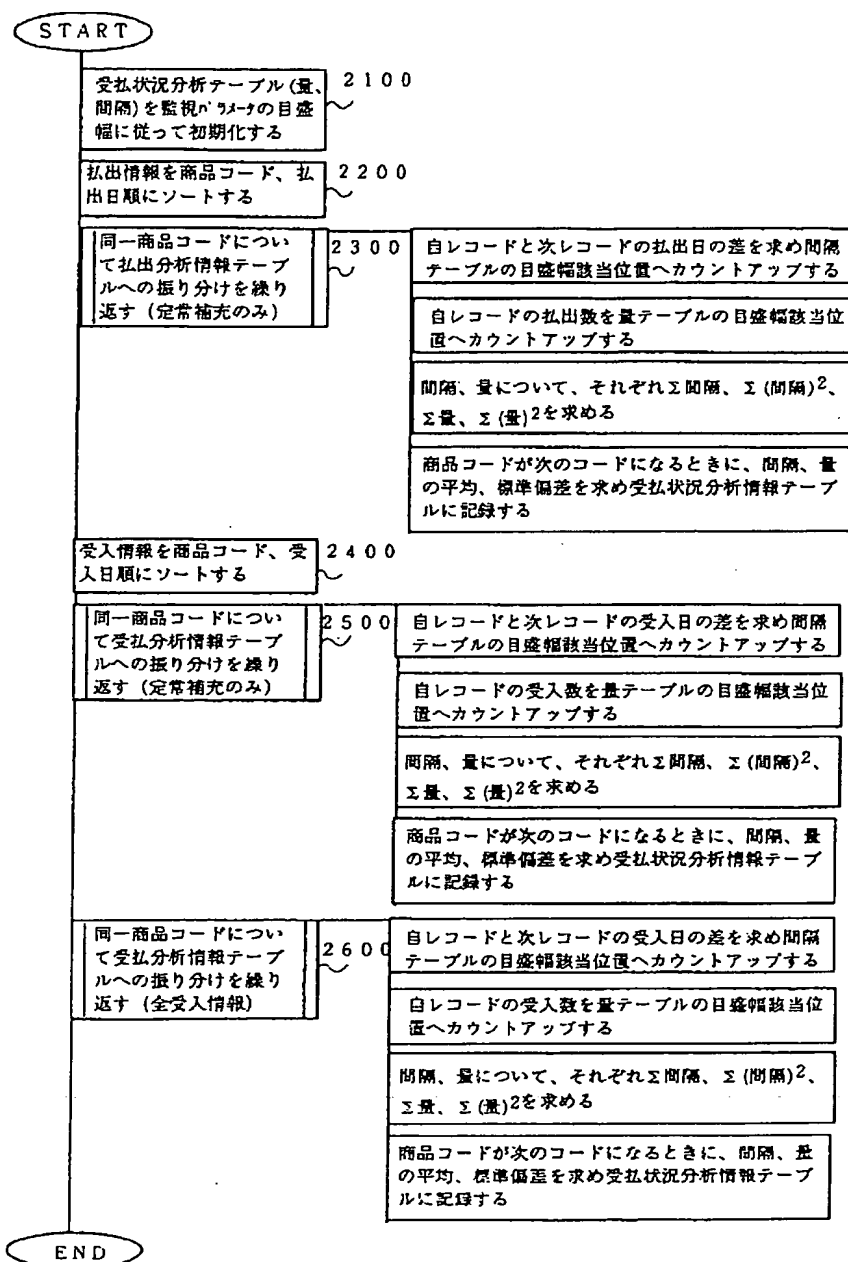 START
受払状況分析テーブル(量、
間隔)を監視パラメータの目盛
幅に従って初期化する
2100
払出情報を商品コード、払
出日順にソートする
2200
同一商品コードについ
て払出分析情報テーブ
ルへの振り分けを繰り
返す(定常補充のみ)
2300
自レコードと次レコードの払出日の差を求め間隔
テーブルの目盛幅該当位置へカウントアップする
自レコードの払出数を量テーブルの目盛幅該当位
置へカウントアップする
間隔、量について、それぞれΣ間隔、Σ(間隔)²、
Σ量、Σ(量)²を求める
商品コードが次のコードになるときに、間隔、量
の平均、標準偏差を求め受払状況分析情報テーブ
ルに記録する
受入情報を商品コード、受
入日順にソートする
2400
同一商品コードについ
て受払分析情報テーブ
ルへの振り分けを繰り
返す(定常補充のみ)
2500
自レコードと次レコードの受入日の差を求め間隔
テーブルの目盛幅該当位置へカウントアップする
自レコードの受入数を量テーブルの目盛幅該当位
置へカウントアップする
間隔、量について、それぞれΣ間隔、Σ(間隔)²、
Σ量、Σ(量)²を求める
商品コードが次のコードになるときに、間隔、量
の平均、標準偏差を求め受払状況分析情報テーブ
ルに記録する
同一商品コードについ
て受払分析情報テーブ
ルへの振り分けを繰り
返す(全受入情報)
2600
自レコードと次レコードの受入日の差を求め間隔
テーブルの目盛幅該当位置へカウントアップする
自レコードの受入数を量テーブルの目盛幅該当位
置へカウントアップする
間隔、量について、それぞれΣ間隔、Σ(間隔)²、
Σ量、Σ(量)²を求める
商品コードが次のコードになるときに、間隔、量
の平均、標準偏差を求め受払状況分析情報テーブ
ルに記録する
END